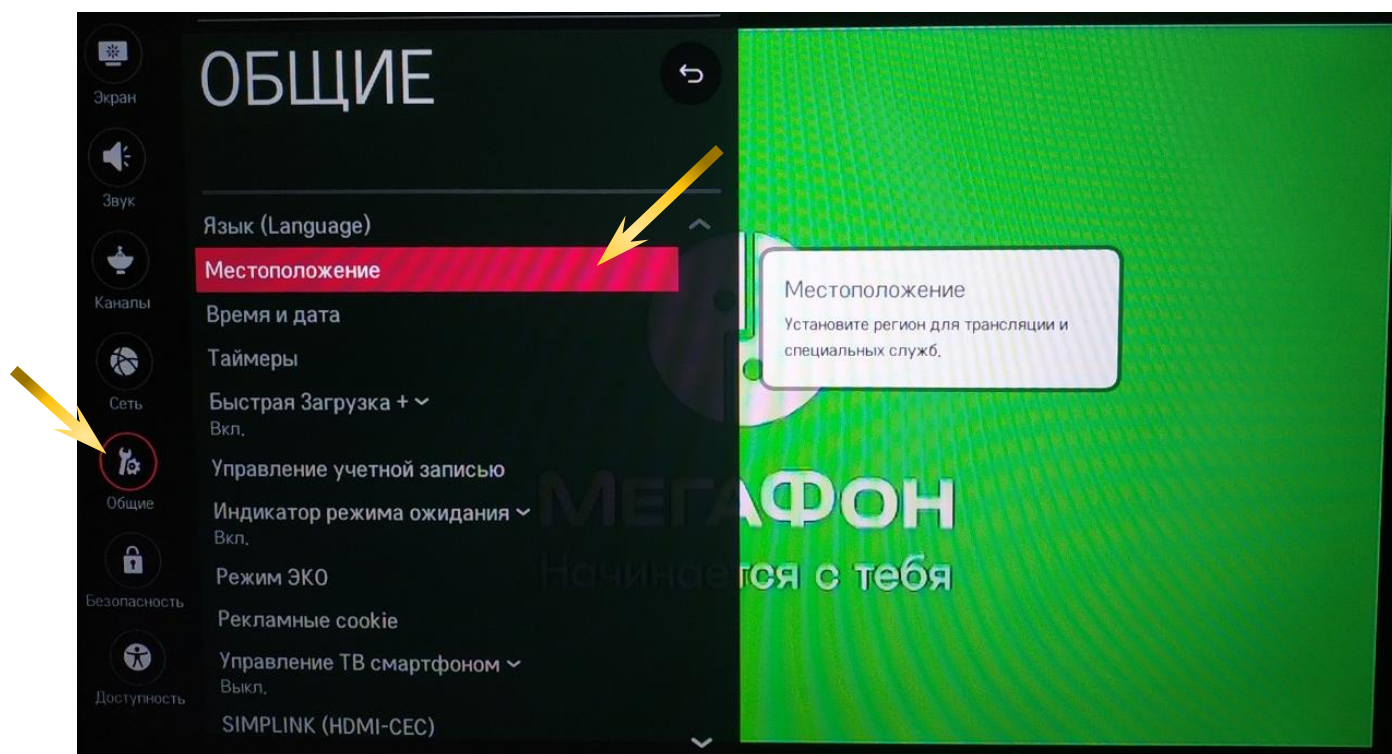 Экран
Звук
Каналы
Сеть
Общие
Безопасность
Доступность
ОБЩИЕ
Язык (Language)
Местоположение
Время и дата
Таймеры
Быстрая Загрузка +
Вкл.
Управление учетной записью
Индикатор режима ожидания
Вкл.
Режим ЭКО
Рекламные cookie
Управление ТВ смартфоном
Выкл.
SIMPLINK (HDMI-CEC)
Местоположение
Установите регион для трансляции и
специальных служб.
МЕГАФОН
Начинается с тебя